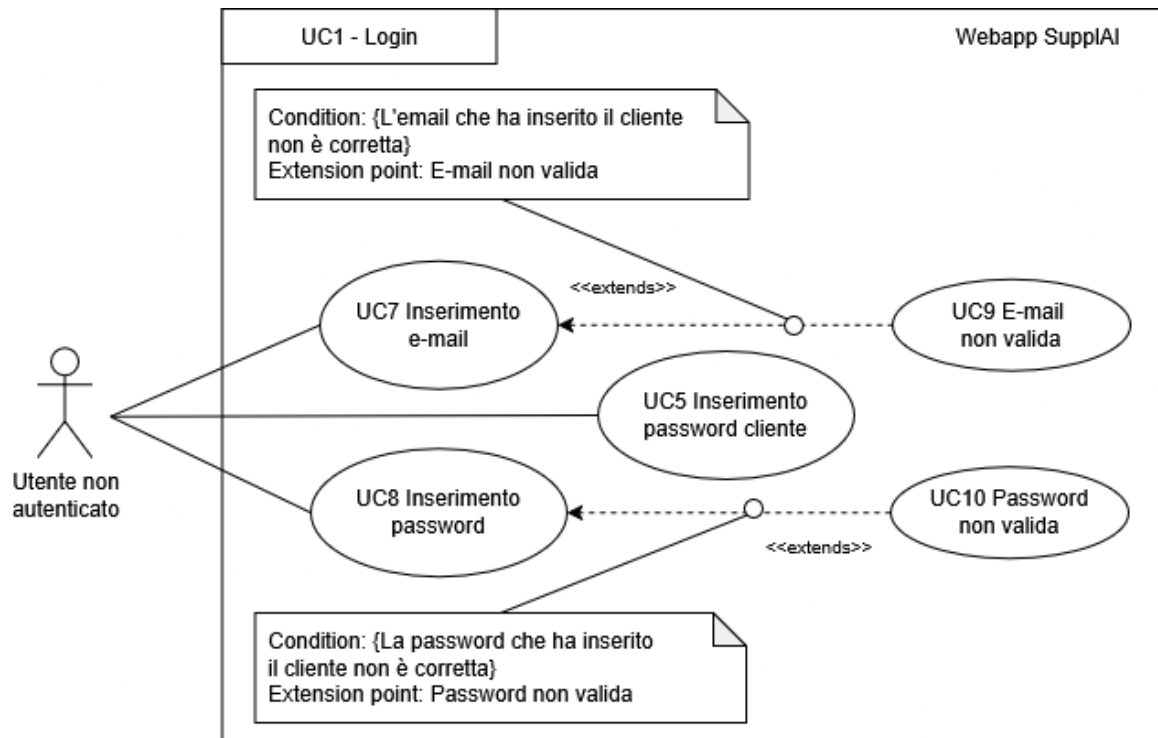 UC1 - Login
Webapp SupplAI
Condition: {L'email che ha inserito il cliente
non è corretta}
Extension point: E-mail non valida
<<extends>>
UC7 Inserimento
e-mail
UC9 E-mail
non valida
UC5 Inserimento
password cliente
Utente non
autenticato
UC8 Inserimento
password
UC10 Password
non valida
<<extends>>
Condition: {La password che ha inserito
il cliente non è corretta}
Extension point: Password non valida